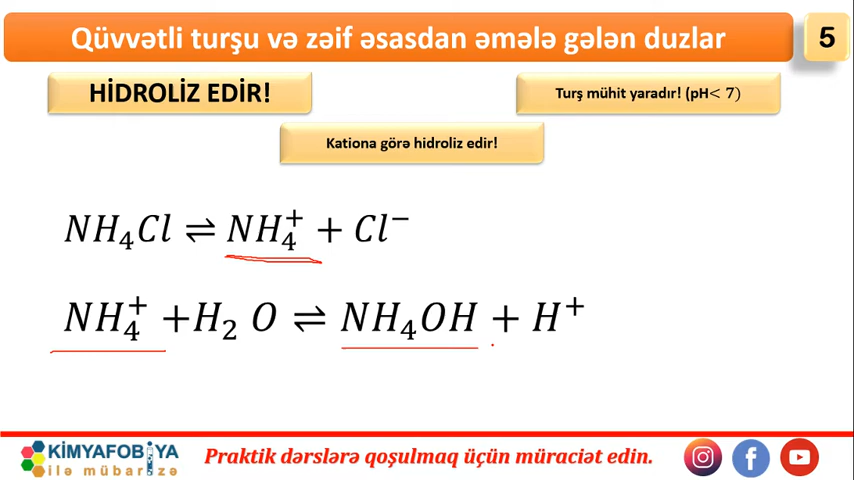 Qüvvətli turşu və zəif əsasdan əmələ gələn duzlar
5
HİDROLİZ EDİR!
Turş mühit yaradır! (pH< 7)
Kationa görə hidroliz edir!
NH₄Cl ⇌ NH₄⁺ + Cl⁻
NH₄⁺ +H₂ O ⇌ NH₄OH + H⁺
KİMYAFOBİYA
ilə mübarizə
Praktik dərslərə qoşulmaq üçün müraciət edin.